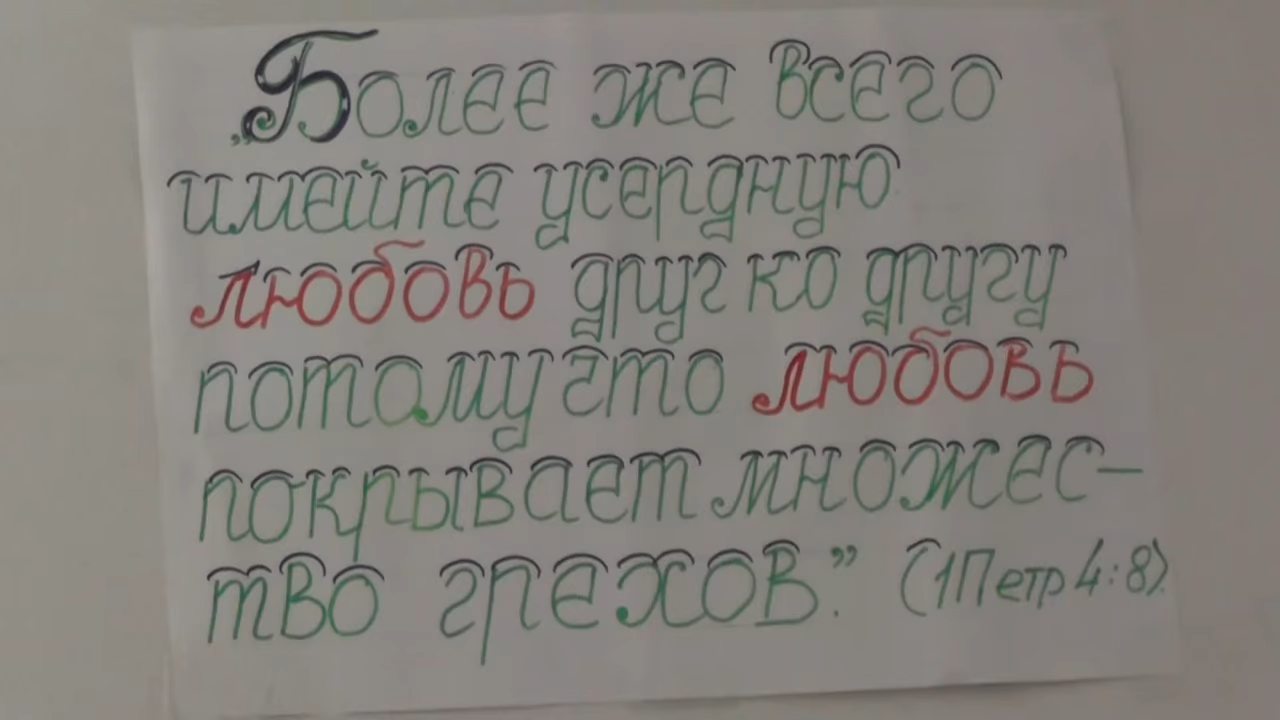 „Более же всего
имейте усердную
любовь друг ко другу
потому что любовь
покрывает множес-
тво грехов.” (1Петр 4:8).